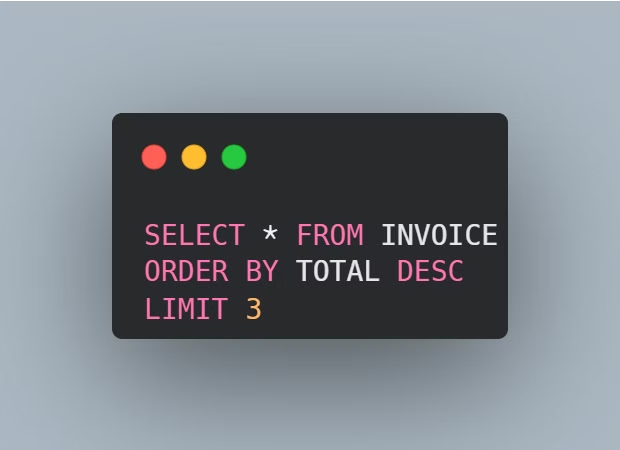 SELECT * FROM INVOICE
ORDER BY TOTAL DESC
LIMIT 3